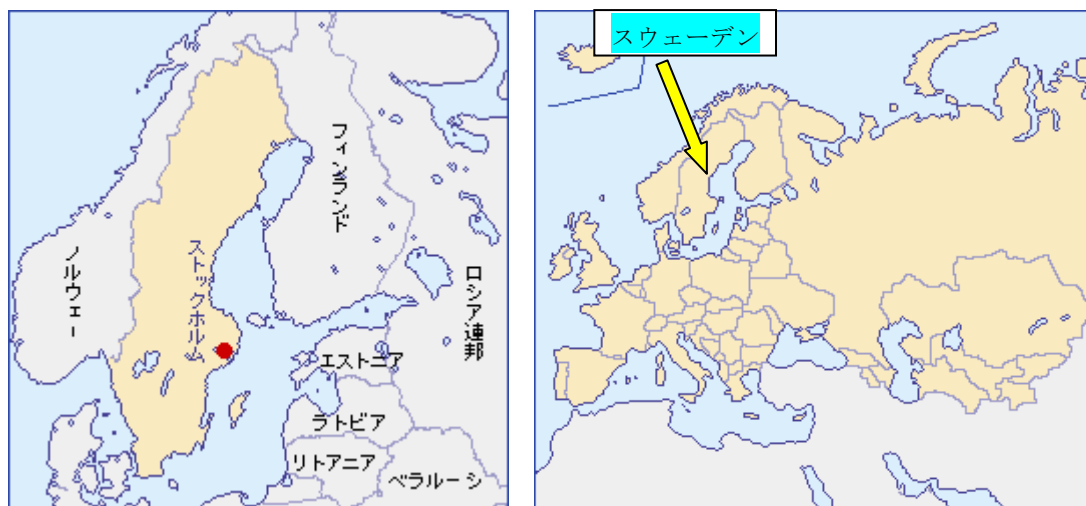 スウェーデン
ノルウェー
ストックホルム
フィンランド
ロシア連邦
エストニア
ラトビア
リトアニア
ベラルーシ